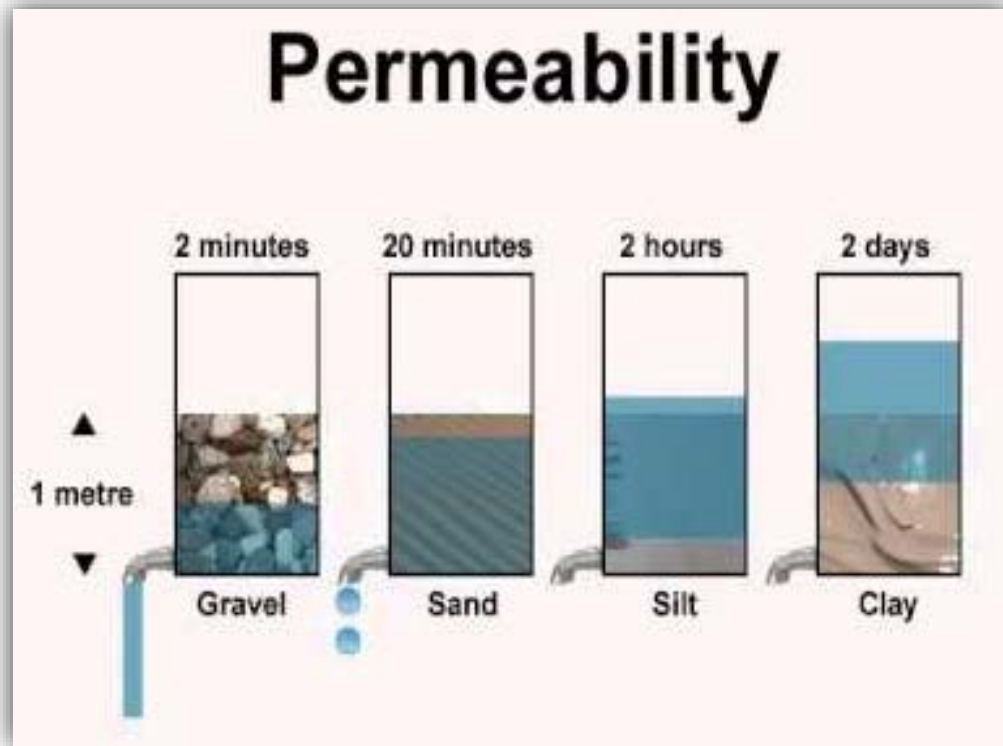 Permeability
2 minutes 20 minutes 2 hours 2 days
▲
1 metre
▼
Gravel Sand Silt Clay